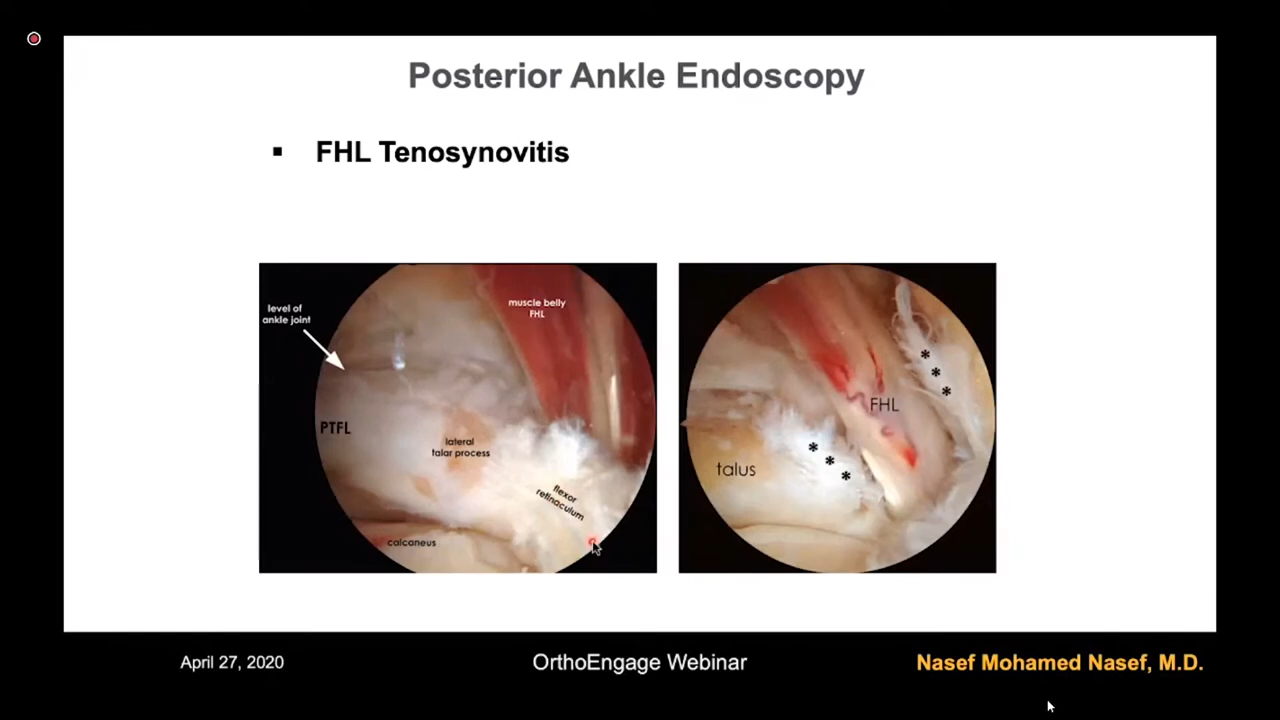 Posterior Ankle Endoscopy
▪ FHL Tenosynovitis
level of
ankle joint
muscle belly
FHL
PTFL
lateral
talar process
flexor
retinaculum
calcaneus
FHL
talus
* * *
* * *
April 27, 2020
OrthoEngage Webinar
Nasef Mohamed Nasef, M.D.